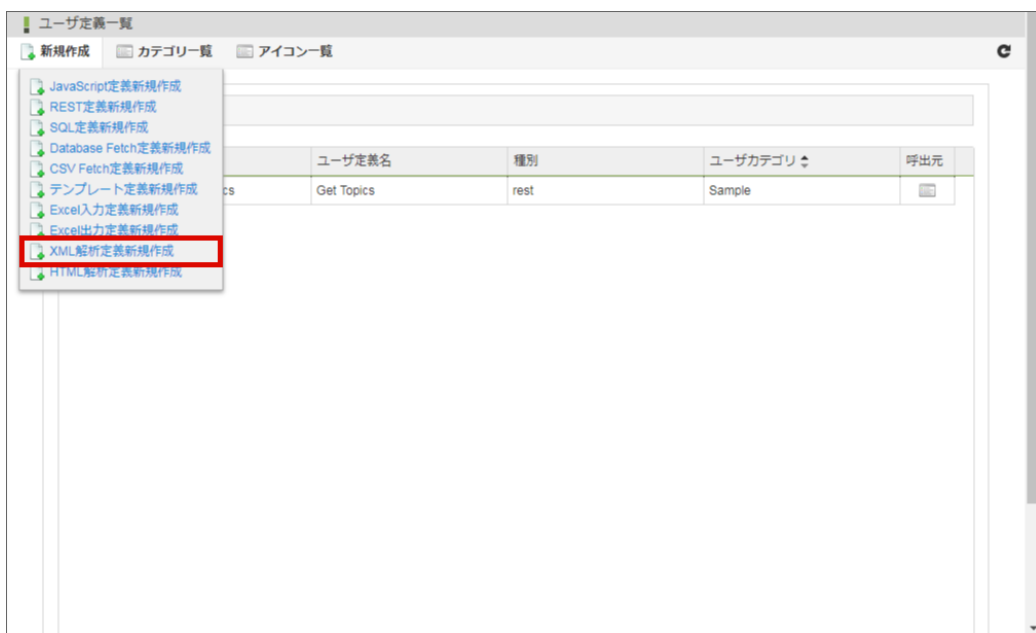 ユーザ定義一覧
新規作成 カテゴリ一覧 アイコン一覧
JavaScript定義新規作成
REST定義新規作成
SQL定義新規作成
Database Fetch定義新規作成
CSV Fetch定義新規作成
テンプレート定義新規作成
Excel入力定義新規作成
Excel出力定義新規作成
XML解析定義新規作成
HTML解析定義新規作成
ユーザ定義名 種別 ユーザカテゴリ 呼出元
cs Get Topics rest Sample